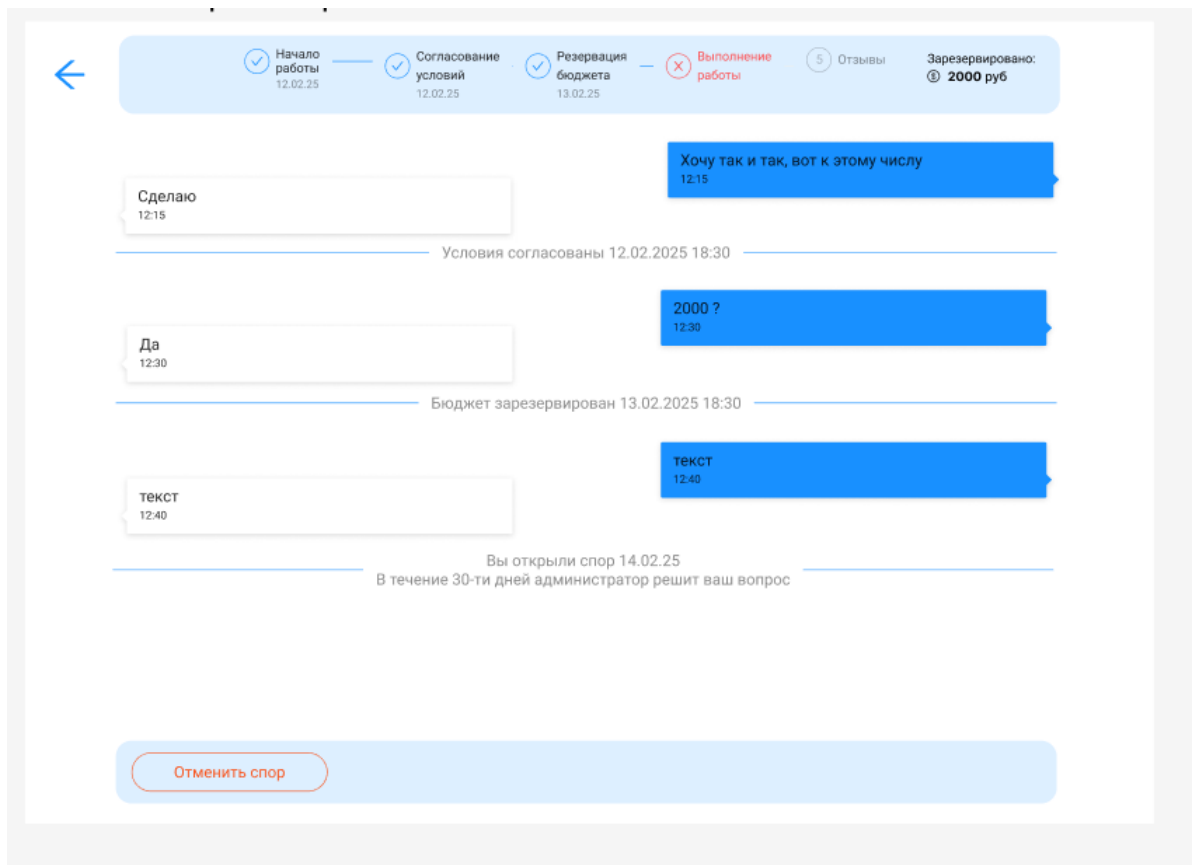 Начало
работы
12.02.25
Согласование
условий
12.02.25
Резервация
бюджета
13.02.25
Выполнение
работы
5 Отзывы
Зарезервировано:
2000 руб
Хочу так и так, вот к этому числу
12:15
Сделаю
12:15
Условия согласованы 12.02.2025 18:30
2000 ?
12:30
Да
12:30
Бюджет зарезервирован 13.02.2025 18:30
текст
12:40
текст
12:40
Вы открыли спор 14.02.25
В течение 30-ти дней администратор решит ваш вопрос
Отменить спор